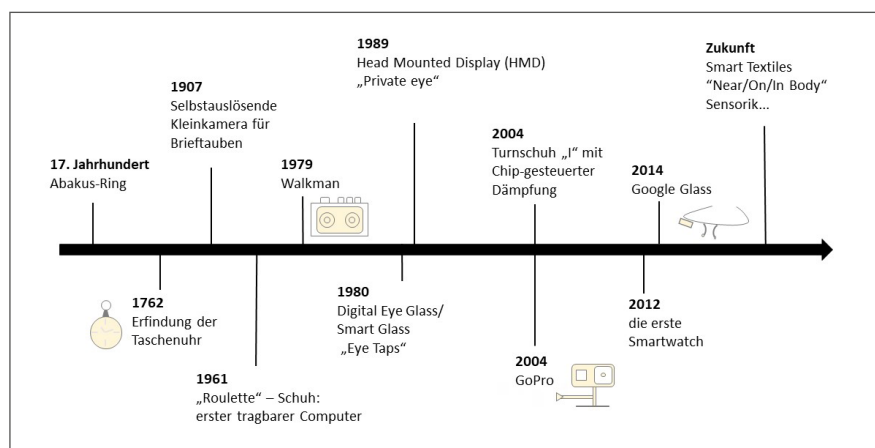 17. Jahrhundert
Abakus-Ring
1762
Erfindung der
Taschenuhr
1907
Selbstauslösende
Kleinkamera für
Brieftauben
1961
„Roulette“ – Schuh:
erster tragbarer Computer
1979
Walkman
1980
Digital Eye Glass/
Smart Glass
„Eye Taps“
1989
Head Mounted Display (HMD)
„Private eye“
2004
Turnschuh „I“ mit
Chip-gesteuerter
Dämpfung
2004
GoPro
2012
die erste
Smartwatch
2014
Google Glass
Zukunft
Smart Textiles
“Near/On/In Body“
Sensorik...